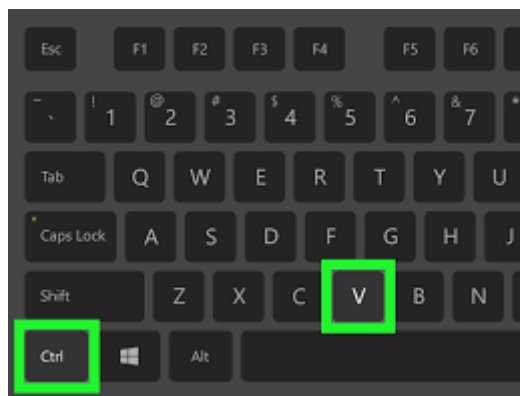 Esc F1 F2 F3 F4 F5 F6
~ ` ! 1 @ 2 # 3 $ 4 % 5 ^ 6 & 7 *
Tab Q W E R T Y U
Caps Lock A S D F G H J
Shift Z X C V B N
Ctrl Alt